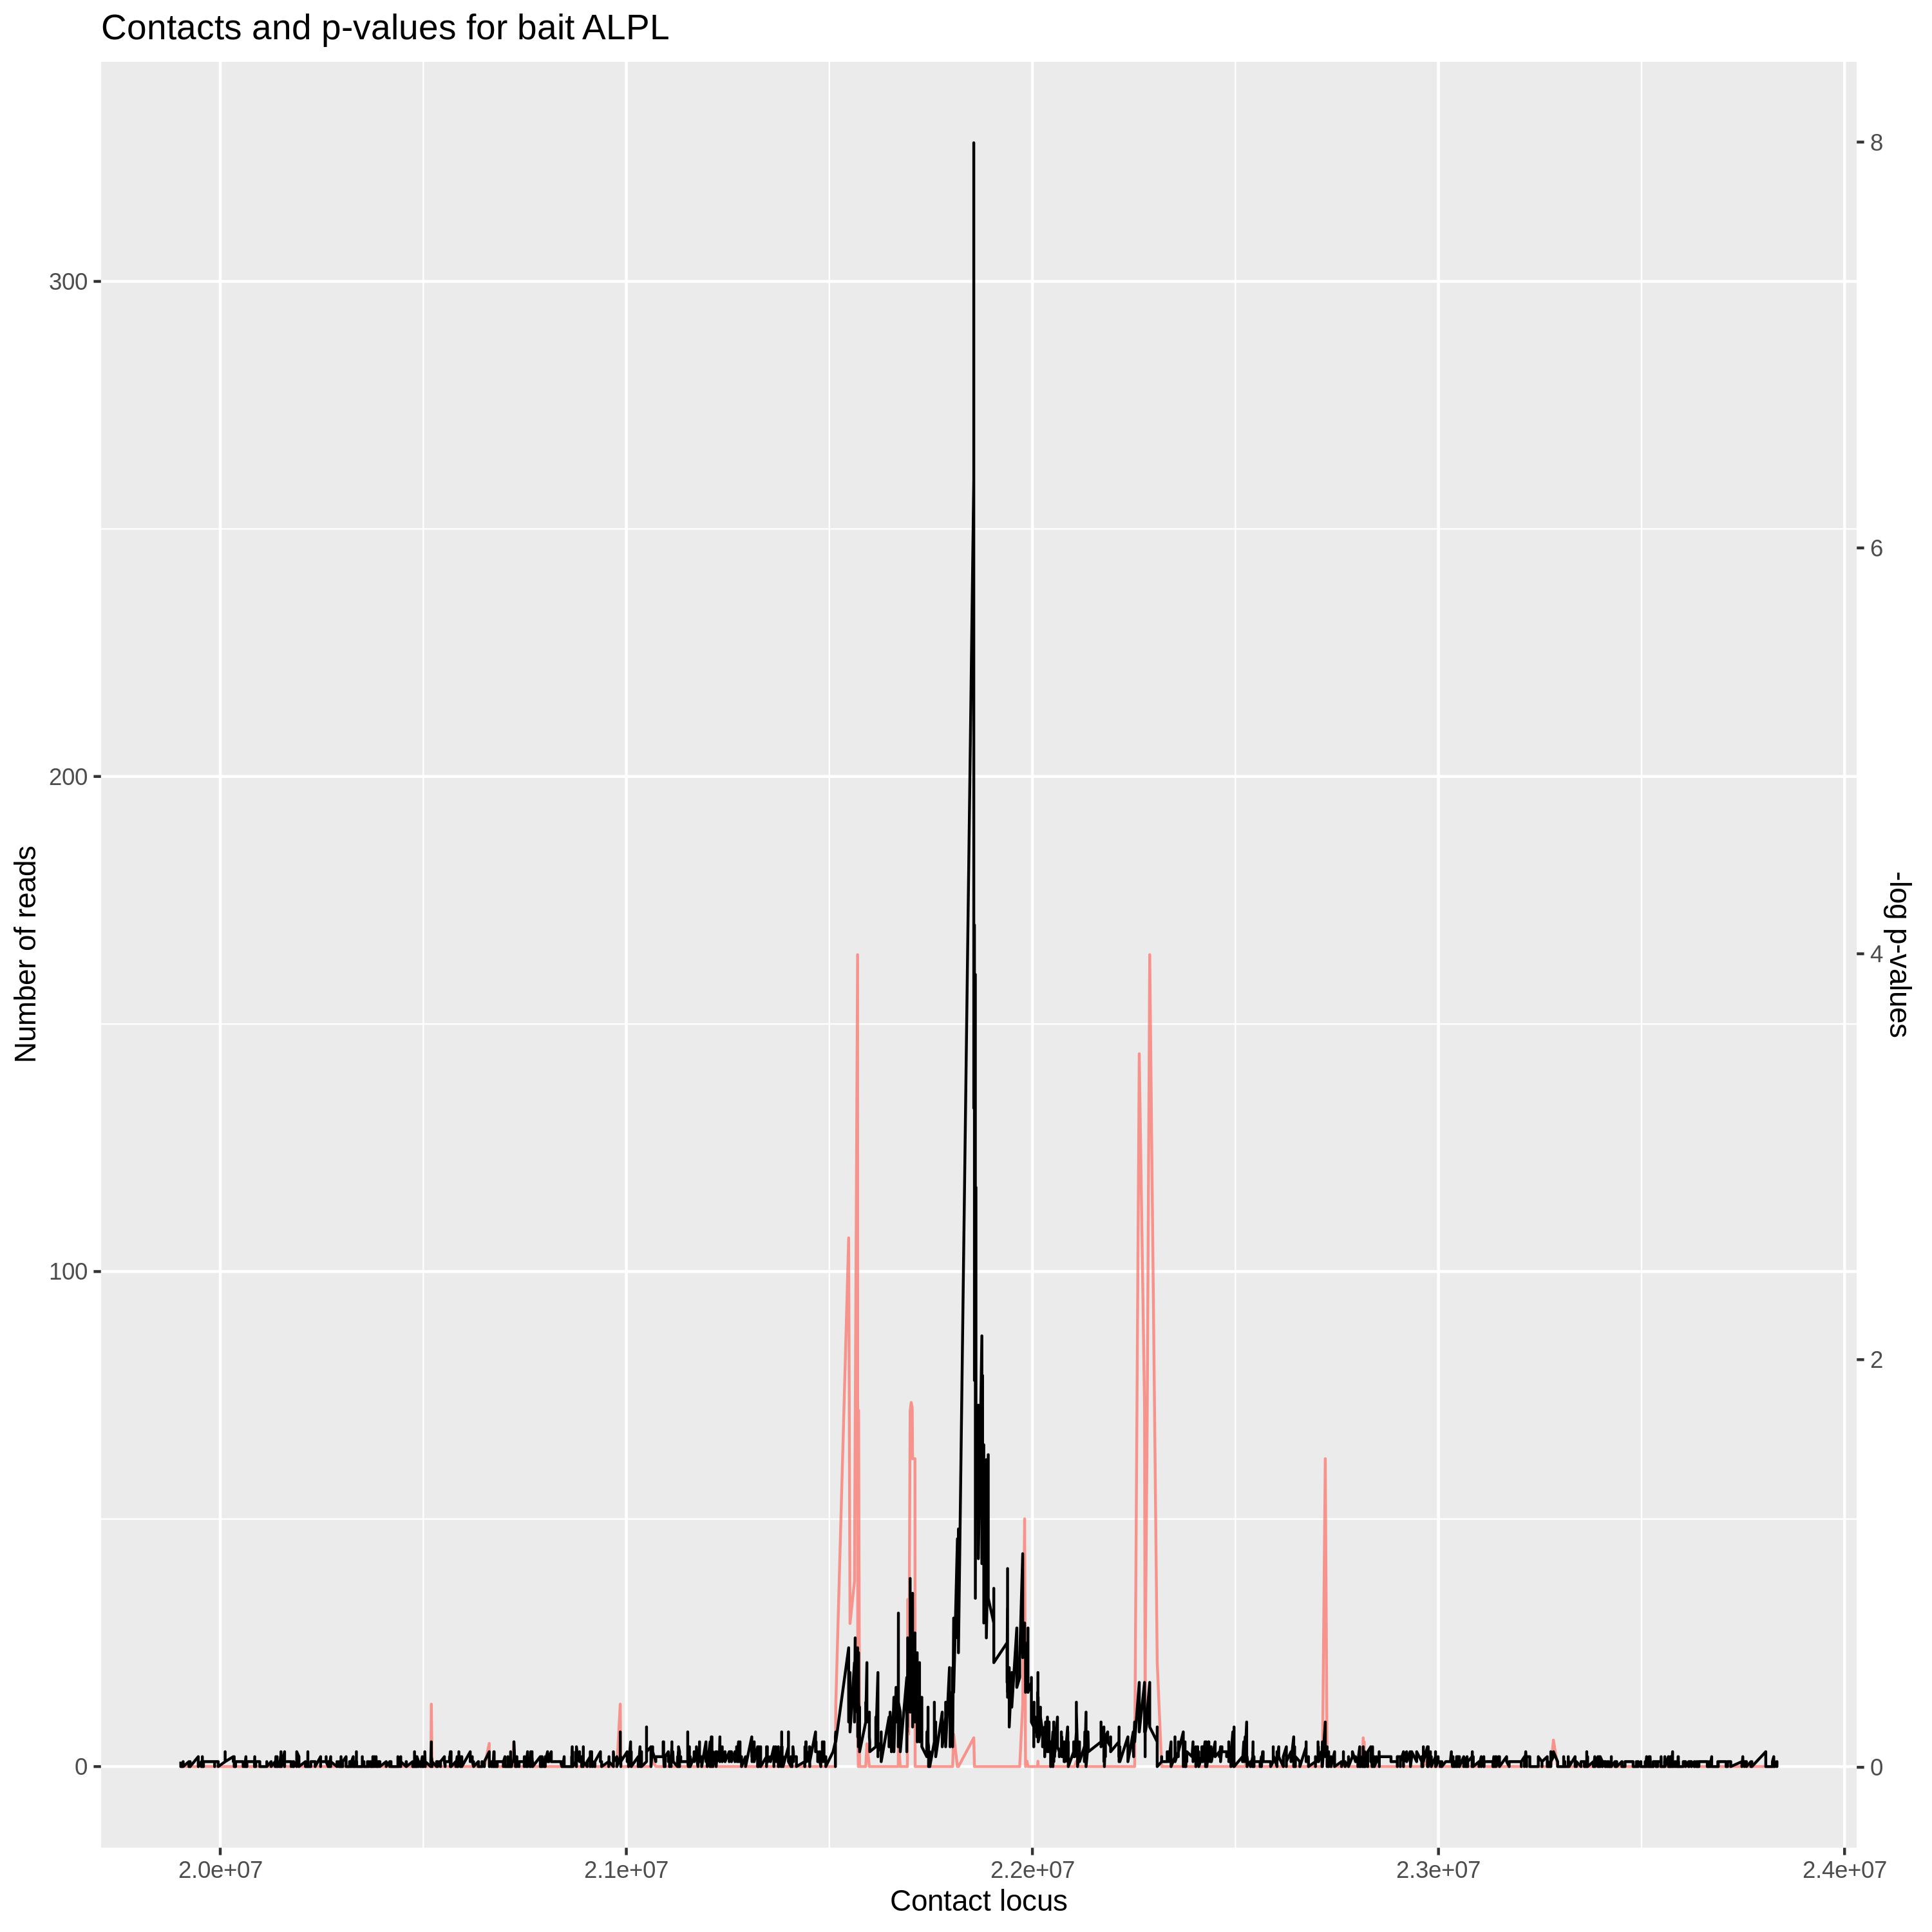 Contacts and p-values for bait ALPL
300
200
100
0
Number of reads
8
6
4
2
0
-log p-values
2.0e+07 2.1e+07 2.2e+07 2.3e+07 2.4e+07
Contact locus